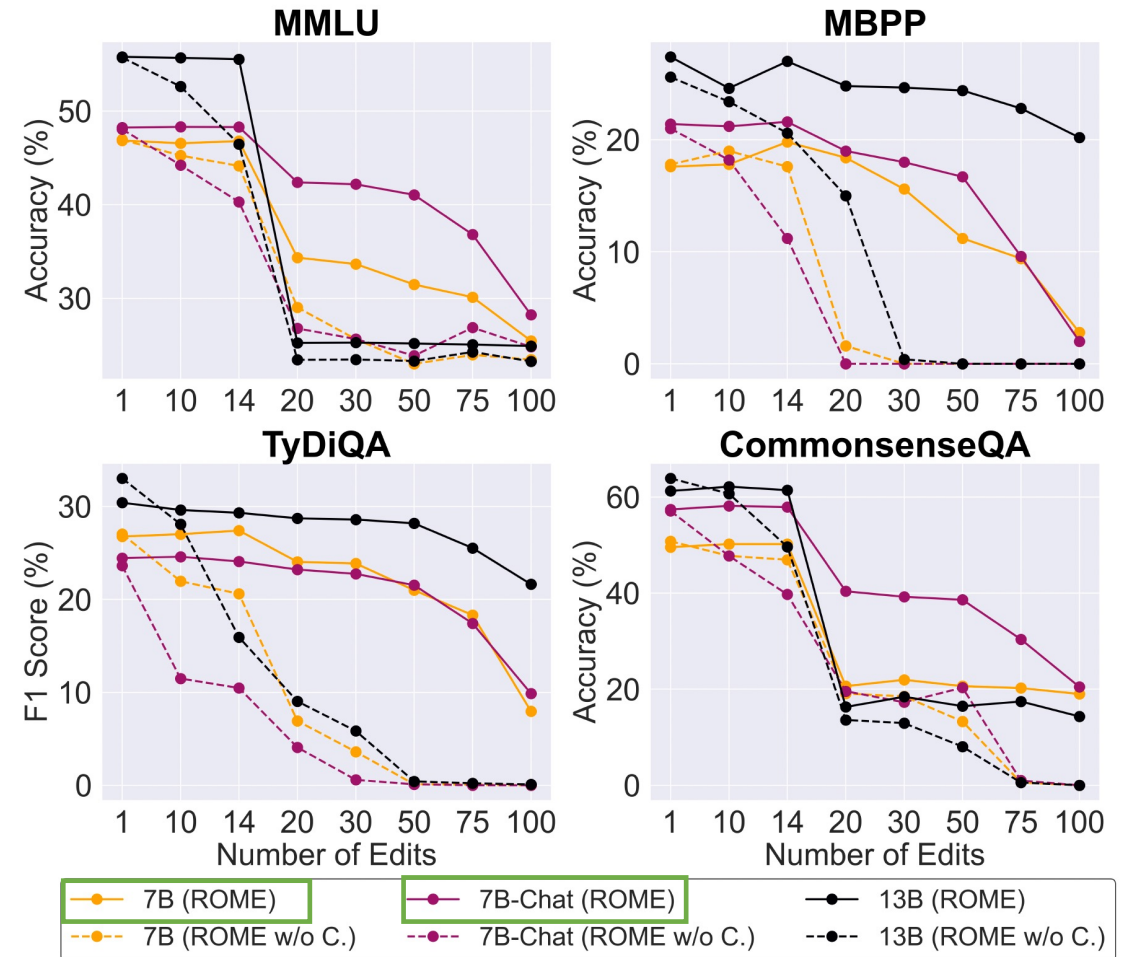 MMLU MBPP
Accuracy (%)
50
40
30
1 10 14 20 30 50 75 100
Accuracy (%)
20
10
0
1 10 14 20 30 50 75 100
TyDiQA CommonsenseQA
F1 Score (%)
30
20
10
0
1 10 14 20 30 50 75 100
Number of Edits
Accuracy (%)
60
40
20
0
1 10 14 20 30 50 75 100
Number of Edits
7B (ROME) 7B-Chat (ROME) 13B (ROME)
7B (ROME w/o C.) 7B-Chat (ROME w/o C.) 13B (ROME w/o C.)